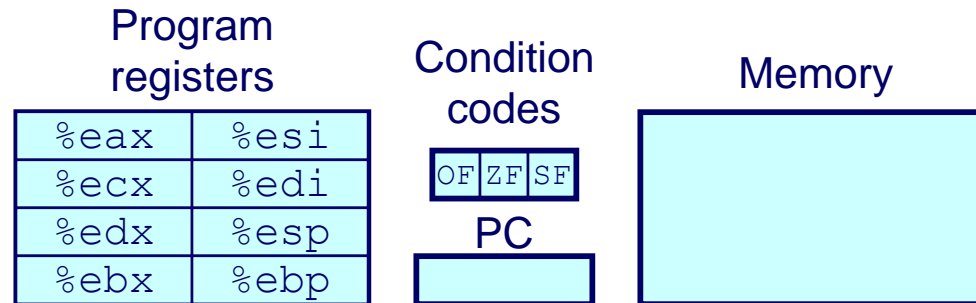 Program
registers
%eax %esi
%ecx %edi
%edx %esp
%ebx %ebp
Condition
codes
OF ZF SF
PC
Memory